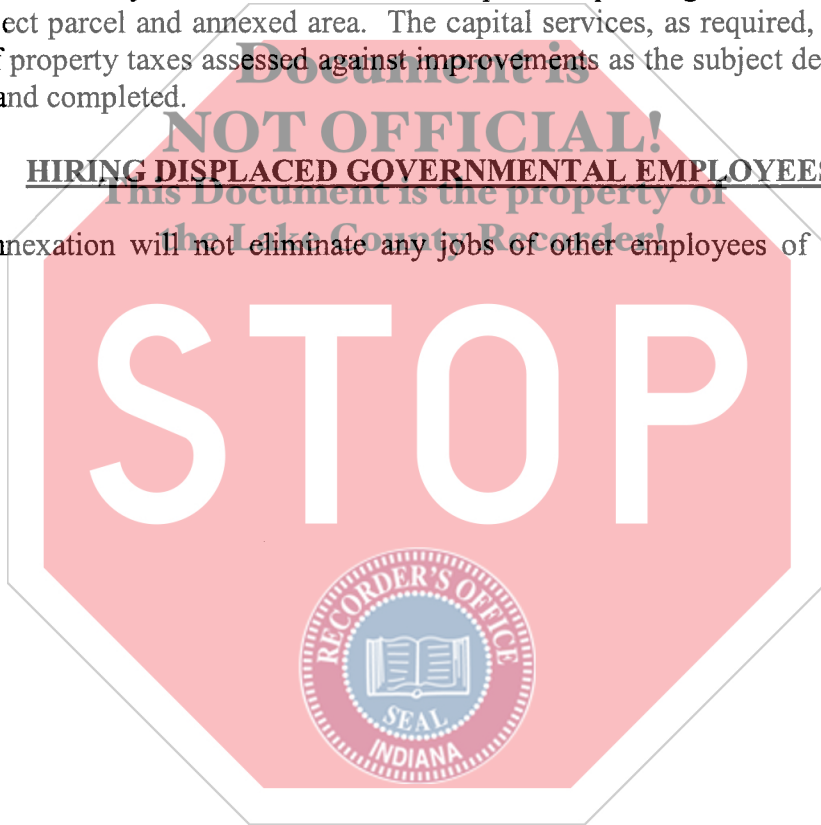 ect parcel and annexed area. The capital services, as required,
property taxes assessed against improvements as the subject de
Document is
and completed.
NOT OFFICIAL!
HIRING DISPLACED GOVERNMENTAL EMPLOYEES
This Document is the property of
nnexation will not eliminate any jobs of other employees of
the Lake County Recorder!
STOP
RECORDER'S OFFICE
SEAL
INDIANA